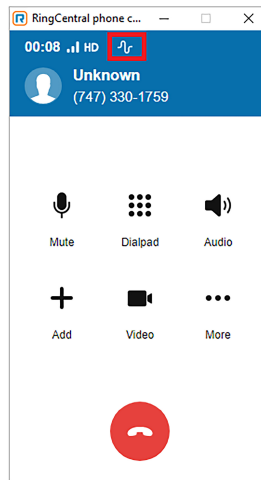 RingCentral phone c...
00:08 HD
Unknown
(747) 330-1759
Mute Dialpad Audio
Add Video More